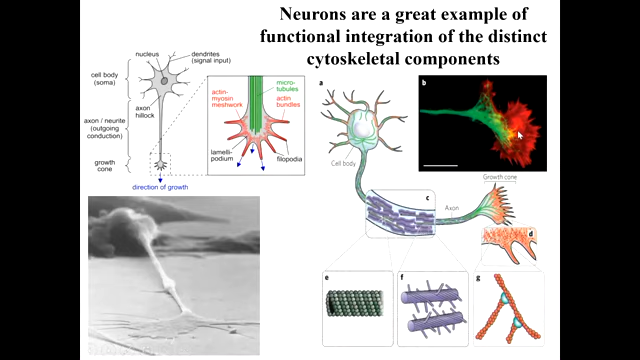 Neurons are a great example of
functional integration of the distinct
cytoskeletal components
nucleus
dendrites
(signal input)
cell body
(soma)
axon
hillock
axon / neurite
(outgoing
conduction)
growth
cone
direction of growth
micro-
tubules
actin-
myosin
meshwork
actin
bundles
lamelli-
podium
filopodia
a
Cell body
b
c
Axon
Growth cone
d
e
f
g